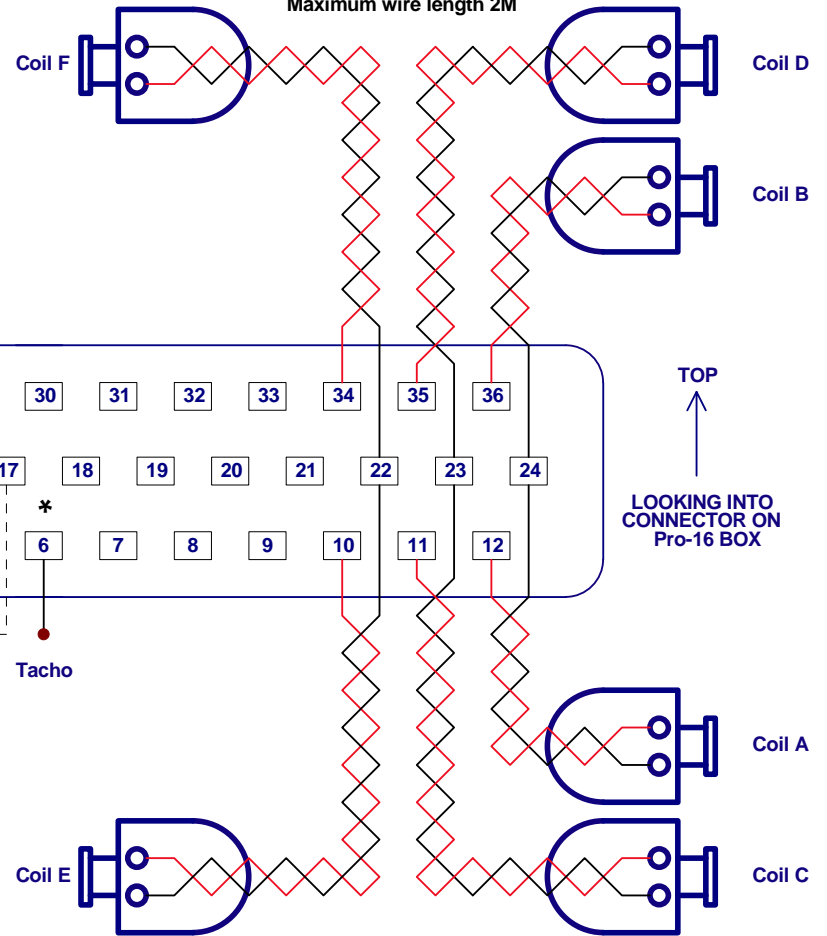 Maximum wire length 2M
Coil F
Coil D
Coil B
30 31 32 33 34 35 36
TOP
17 18 19 20 21 22 23 24
LOOKING INTO
CONNECTOR ON
Pro-16 BOX
*
6 7 8 9 10 11 12
Tacho
Coil A
Coil E
Coil C